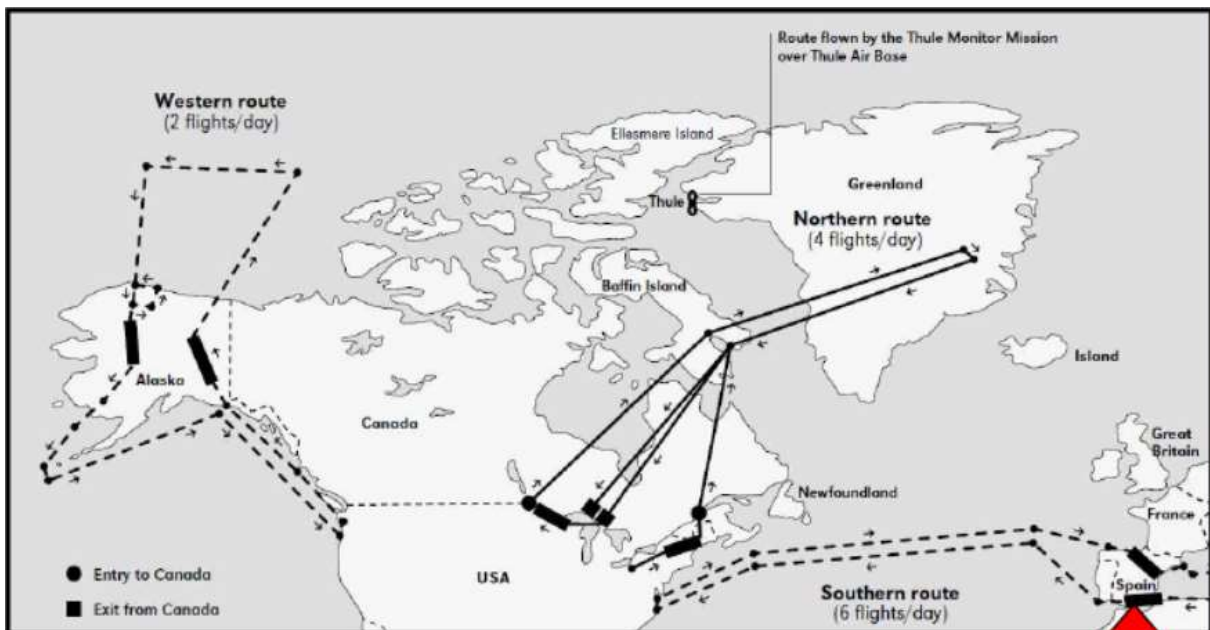 Route flown by the Thule Monitor Mission
over Thule Air Base
Western route
(2 flights/day)
Ellesmere Island
Greenland
Thule
Northern route
(4 flights/day)
Baffin Island
Island
Alaska
Canada
Great
Britain
Newfoundland
France
Entry to Canada
USA
Spain
Southern route
Exit from Canada
(6 flights/day)